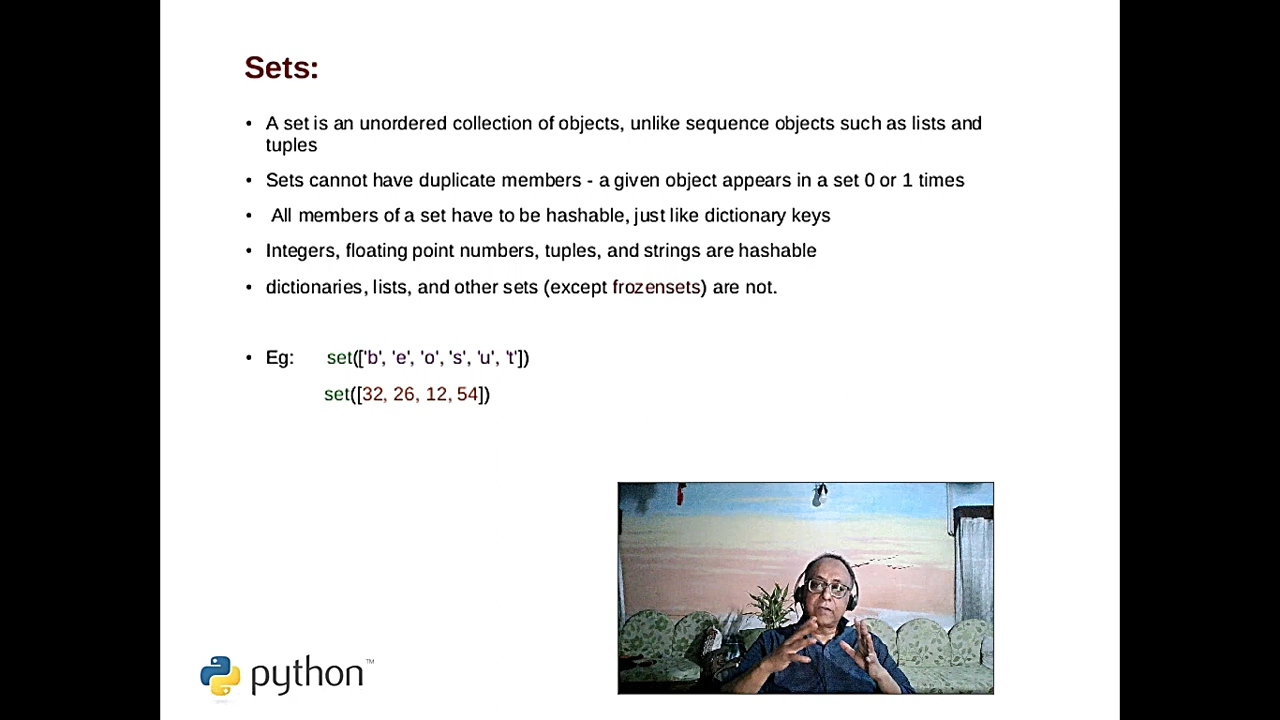 Sets:
• A set is an unordered collection of objects, unlike sequence objects such as lists and
tuples
• Sets cannot have duplicate members - a given object appears in a set 0 or 1 times
• All members of a set have to be hashable, just like dictionary keys
• Integers, floating point numbers, tuples, and strings are hashable
• dictionaries, lists, and other sets (except frozensets) are not.
• Eg: set(['b', 'e', 'o', 's', 'u', 't'])
set([32, 26, 12, 54])
python™